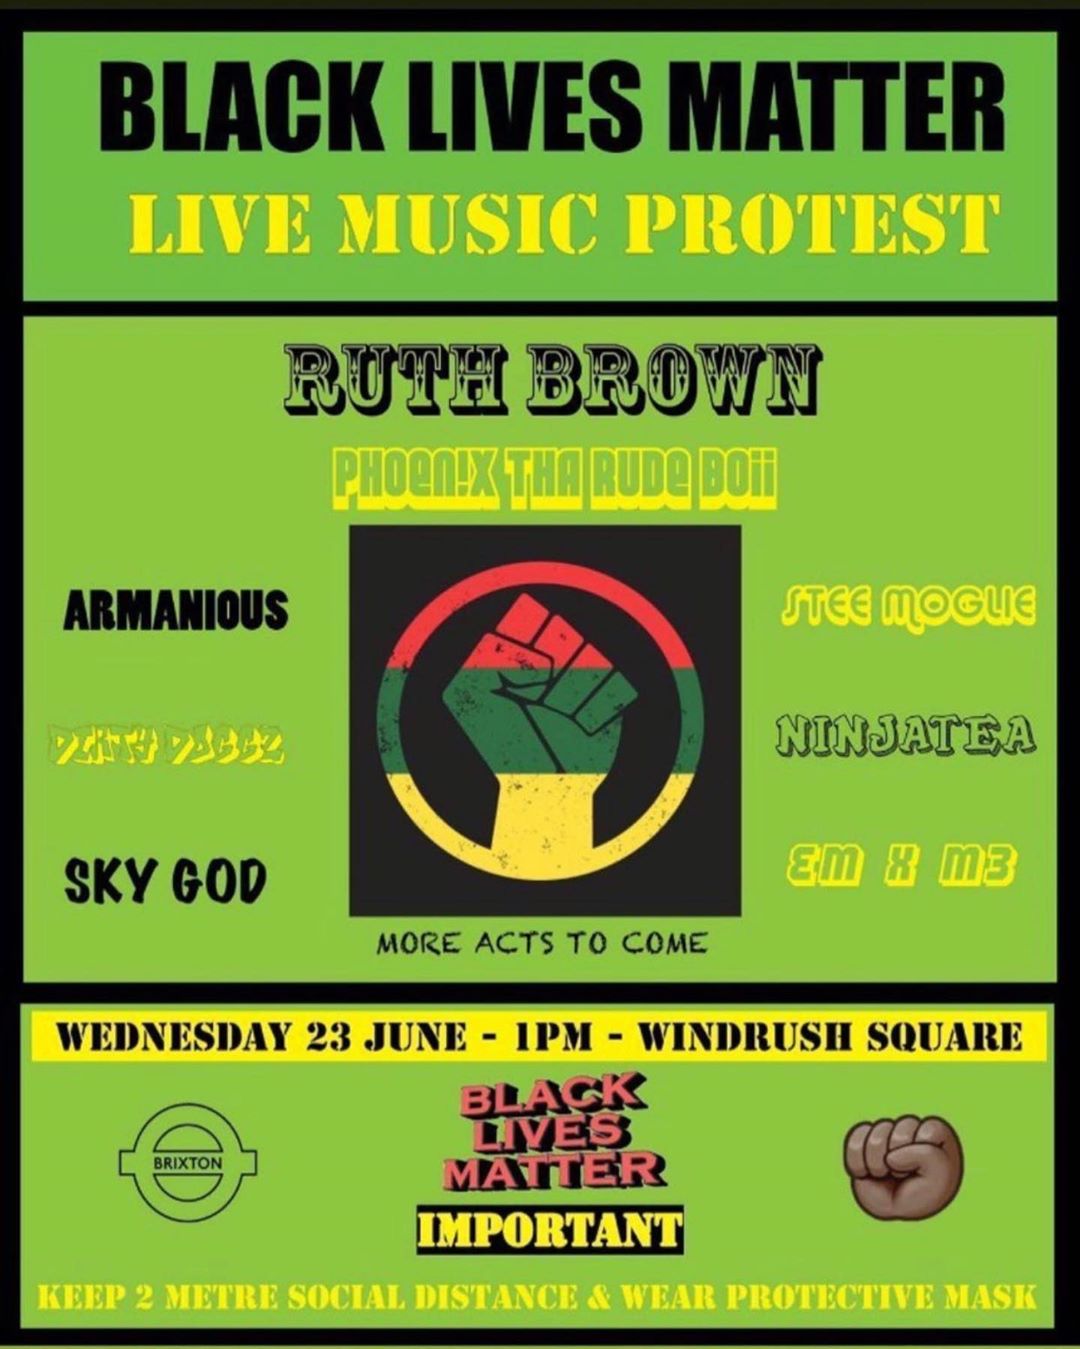 BLACK LIVES MATTER
LIVE MUSIC PROTEST
RUTH BROWN
PHOEN!X THA RUDE BOii
ARMANIOUS
STEE MOGLIE
DIRTY DOGGZ
NINJATEA
SKY GOD
EM X M3
MORE ACTS TO COME
WEDNESDAY 23 JUNE - 1PM - WINDRUSH SQUARE
BRIXTON
BLACK
LIVES
MATTER
IMPORTANT
KEEP 2 METRE SOCIAL DISTANCE & WEAR PROTECTIVE MASK